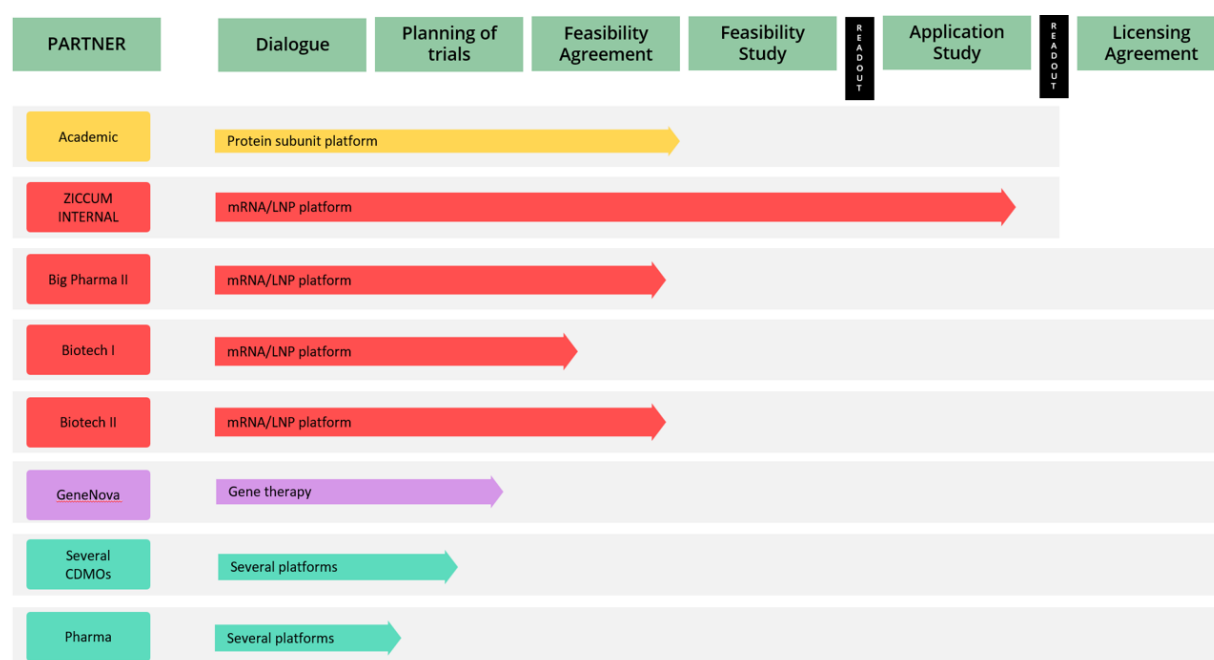 PARTNER
Dialogue
Planning of
trials
Feasibility
Agreement
Feasibility
Study
READOUT
Application
Study
READOUT
Licensing
Agreement
Academic
Protein subunit platform
ZICCUM
INTERNAL
mRNA/LNP platform
Big Pharma II
mRNA/LNP platform
Biotech I
mRNA/LNP platform
Biotech II
mRNA/LNP platform
GeneNova
Gene therapy
Several
CDMOs
Several platforms
Pharma
Several platforms